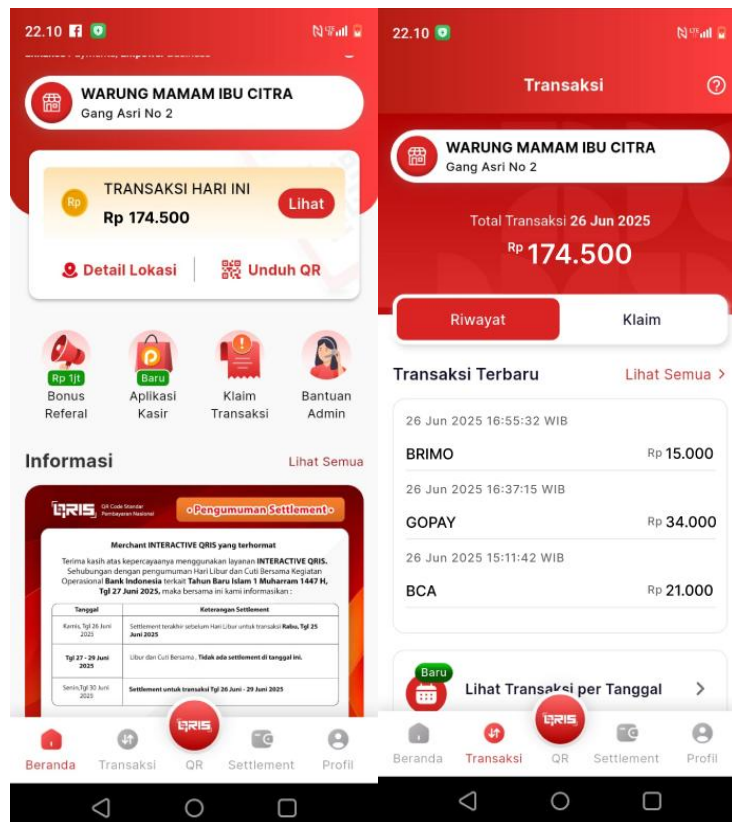 22.10
WARUNG MAMAM IBU CITRA
Gang Asri No 2
TRANSAKSI HARI INI
Rp
Rp 174.500
Lihat
Detail Lokasi
Unduh QR
Rp 1jt
Baru
Bonus
Referal
Aplikasi
Kasir
Klaim
Transaksi
Bantuan
Admin
Informasi
Lihat Semua
QRIS
QR Code Standar
Pembayaran Nasional
Pengumuman Settlement
Merchant INTERACTIVE QRIS yang terhormat
Terima kasih atas kepercayaanya menggunakan layanan INTERACTIVE QRIS.
Sehubungan dengan pengumuman Hari Libur dan Cuti Bersama Kegiatan
Operasional Bank Indonesia terkait Tahun Baru Islam 1 Muharram 1447 H,
Tgl 27 Juni 2025, maka bersama ini kami informasikan :
Tanggal
Keterangan Settlement
Kamis, Tgl 26 Juni
2025
Settlement terakhir sebelum Hari Libur untuk transaksi Rabu, Tgl 25
Juni 2025
Tgl 27 - 29 Juni
2025
Libur dan Cuti Bersama, Tidak ada settlement di tanggal ini.
Senin,Tgl 30 Juni
2025
Settlement untuk transaksi Tgl 26 Juni - 29 Juni 2025
Beranda
Transaksi
QRIS
QR
Settlement
Profil
22.10
Transaksi
WARUNG MAMAM IBU CITRA
Gang Asri No 2
Total Transaksi 26 Jun 2025
Rp 174.500
Riwayat
Klaim
Transaksi Terbaru
Lihat Semua >
26 Jun 2025 16:55:32 WIB
BRIMO Rp 15.000
26 Jun 2025 16:37:15 WIB
GOPAY Rp 34.000
26 Jun 2025 15:11:42 WIB
BCA Rp 21.000
Baru
Lihat Transaksi per Tanggal >
Beranda
Transaksi
QRIS
QR
Settlement
Profil